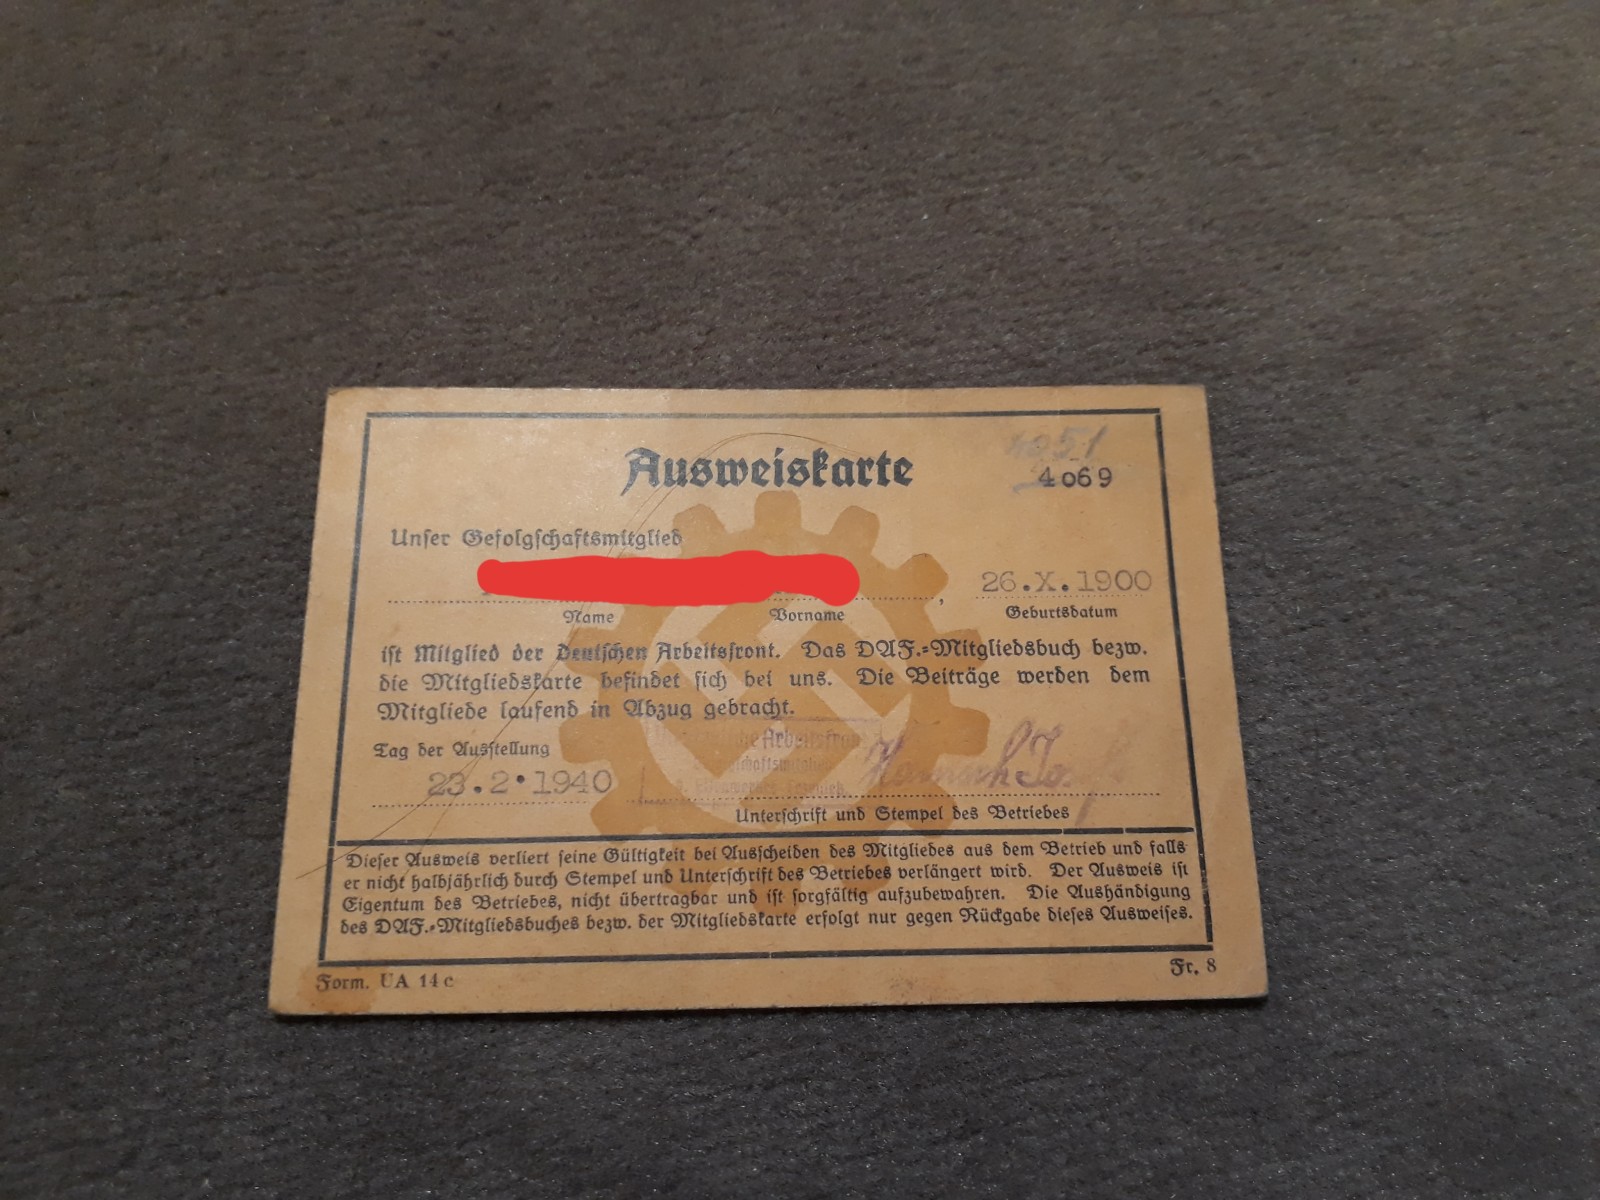 Ausweiskarte
4051
4069
Unser Gefolgschaftsmitglied
26.X.1900
Name Vorname Geburtsdatum
ist Mitglied der Deutschen Arbeitsfront. Das DAF.=Mitgliedsbuch bezw.
die Mitgliedskarte befindet sich bei uns. Die Beiträge werden dem
Mitgliede laufend in Abzug gebracht.
Tag der Ausstellung
23.2.1940
Arbeitsfront
Unterschrift und Stempel des Betriebes
Dieser Ausweis verliert seine Gültigkeit bei Ausscheiden des Mitgliedes aus dem Betrieb und falls
er nicht halbjährlich durch Stempel und Unterschrift des Betriebes verlängert wird. Der Ausweis ist
Eigentum des Betriebes, nicht übertragbar und ist sorgfältig aufzubewahren. Die Aushändigung
des DAF.=Mitgliedsbuches bezw. der Mitgliedskarte erfolgt nur gegen Rückgabe dieses Ausweises.
Form. UA 14 c
Fr. 8